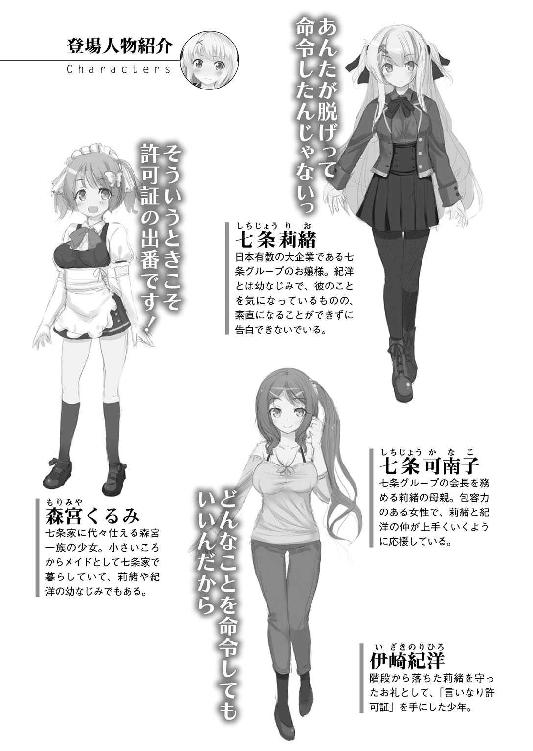 登場人物紹介
Characters
あんたが脱げって
命令したんじゃないっ
しちじょうりお
七条莉緒
日本有数の大企業である七
条グループのお嬢様。紀洋
とは幼なじみで、彼のこと
を気になっているものの、
素直になることができずに
告白できないでいる。
そういうときこそ
許可証の出番です!
もりみや
森宮くるみ
七条家に代々仕える森宮
一族の少女。小さいころ
からメイドとして七条家で
暮らしていて、莉緒や紀
洋の幼なじみでもある。
どんなことを命令しても
いいんだから
しちじょうかなこ
七条可南子
七条グループの会長を務
める莉緒の母親。包容力
のある女性で、莉緒と紀
洋の仲が上手くいくよう
に応援している。
いざきのりひろ
伊崎紀洋
階段から落ちた莉緒を守っ
たお礼として、「言いなり許
可証」を手にした少年。